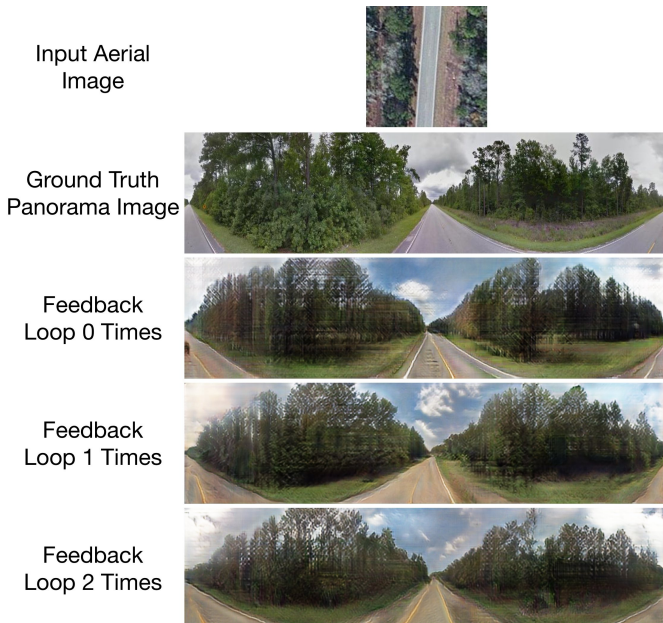 Input Aerial
Image
Ground Truth
Panorama Image
Feedback
Loop 0 Times
Feedback
Loop 1 Times
Feedback
Loop 2 Times